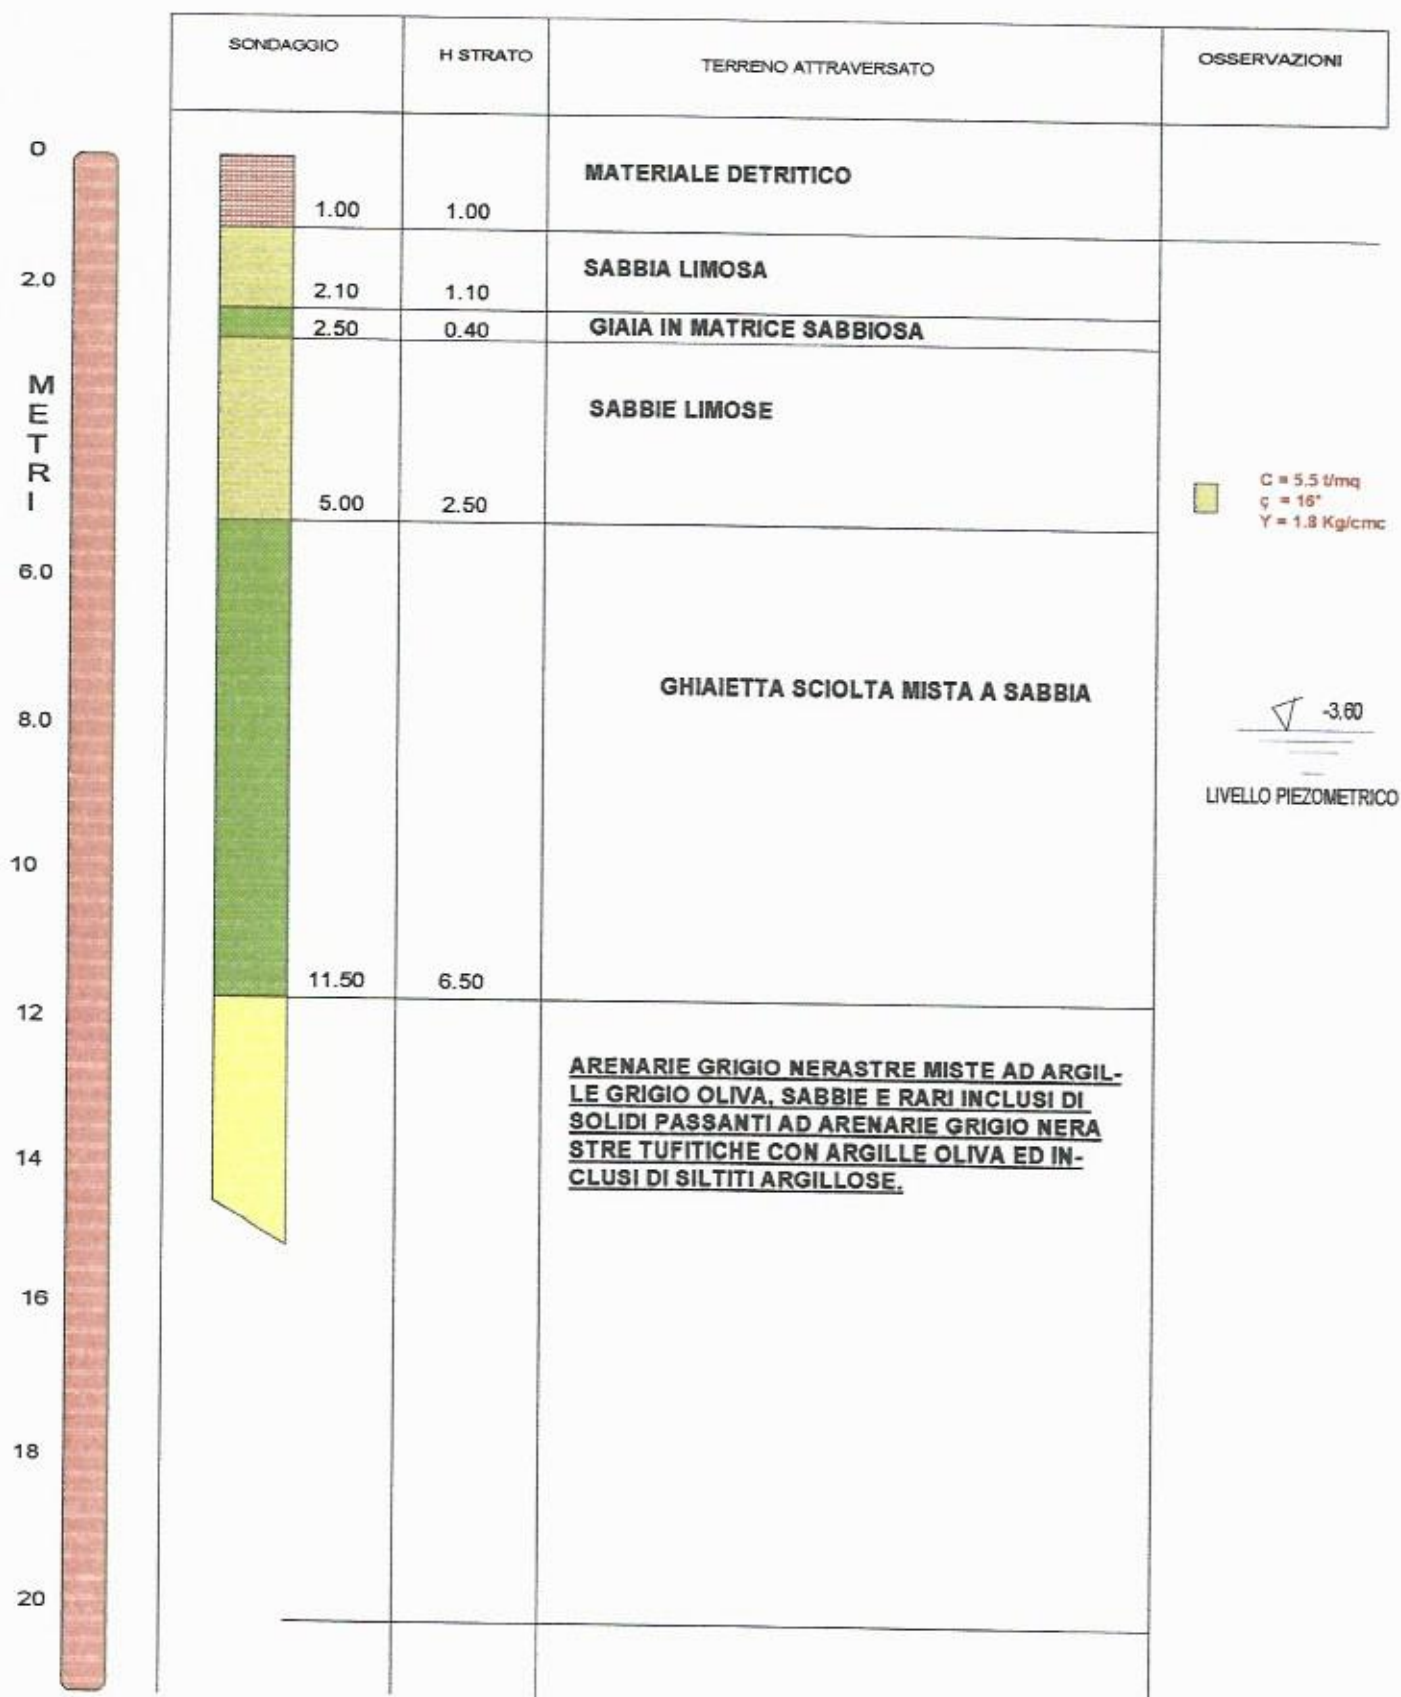 SONDAGGIO
H STRATO
TERRENO ATTRAVERSATO
OSSERVAZIONI
0
2.0
METRI
6.0
8.0
10
12
14
16
18
20
1.00 1.00 MATERIALE DETRITICO
2.10 1.10 SABBIA LIMOSA
2.50 0.40 GIAIA IN MATRICE SABBIOSA
5.00 2.50 SABBIE LIMOSE
C = 5.5 t/mq
ç = 16°
Y = 1.8 Kg/cmc
11.50 6.50 GHIAIETTA SCIOLTA MISTA A SABBIA
-3.60
LIVELLO PIEZOMETRICO
ARENARIE GRIGIO NERASTRE MISTE AD ARGIL-
LE GRIGIO OLIVA, SABBIE E RARI INCLUSI DI
SOLIDI PASSANTI AD ARENARIE GRIGIO NERA
STRE TUFITICHE CON ARGILLE OLIVA ED IN-
CLUSI DI SILTITI ARGILLOSE.